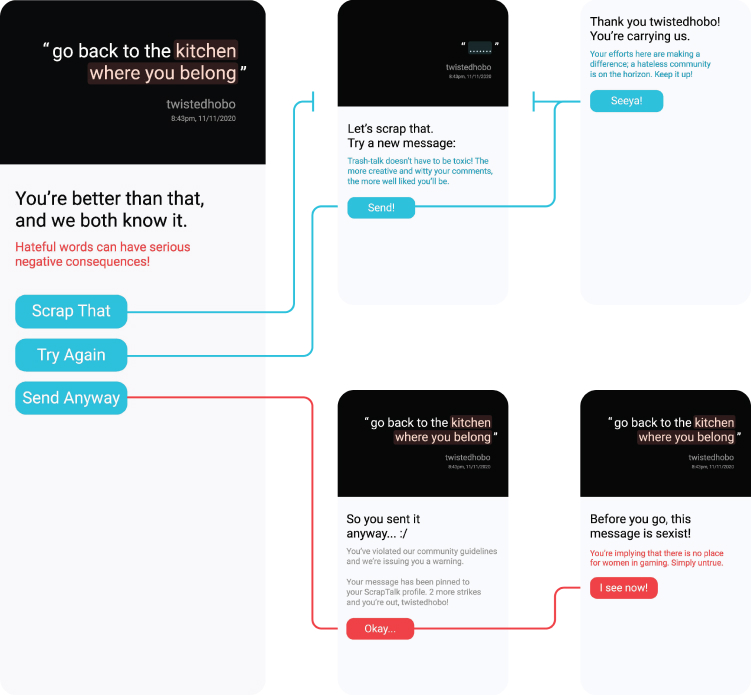 “ go back to the kitchen
where you belong ”
twistedhobo
8:43pm, 11/11/2020
You’re better than that,
and we both know it.
Hateful words can have serious
negative consequences!
Scrap That
Try Again
Send Anyway
“ ....... ”
twistedhobo
8:43pm, 11/11/2020
Let’s scrap that.
Try a new message:
Trash-talk doesn’t have to be toxic! The
more creative and witty your comments,
the more well liked you’ll be.
Send!
Thank you twistedhobo!
You’re carrying us.
Your efforts here are making a
difference; a hateless community
is on the horizon. Keep it up!
Seeya!
“ go back to the kitchen
where you belong ”
twistedhobo
8:43pm, 11/11/2020
So you sent it
anyway... :/
You’ve violated our community guidelines
and we’re issuing you a warning.
Your message has been pinned to
your ScrapTalk profile. 2 more strikes
and you’re out, twistedhobo!
Okay...
“ go back to the kitchen
where you belong ”
twistedhobo
8:43pm, 11/11/2020
Before you go, this
message is sexist!
You’re implying that there is no place
for women in gaming. Simply untrue.
I see now!